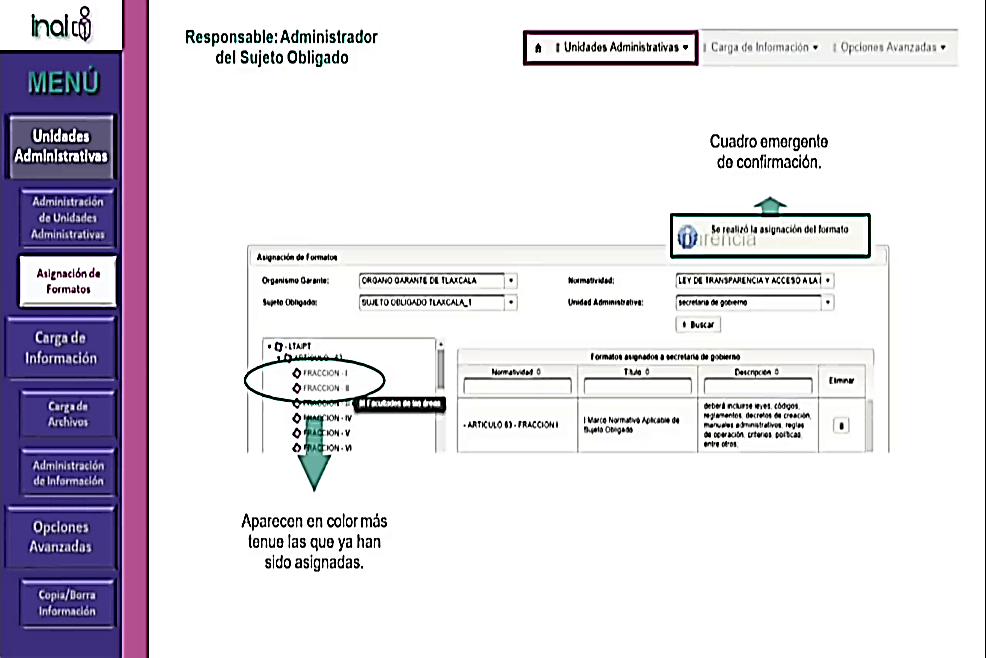 inai
MENÚ
Unidades
Administrativas
Administración
de Unidades
Administrativas
Asignación de
Formatos
Carga de
Información
Carga de
Archivos
Administración
de Información
Opciones
Avanzadas
Copia/Borra
Información
Responsable: Administrador
del Sujeto Obligado
Unidades Administrativas
Carga de Información
Opciones Avanzadas
Cuadro emergente
de confirmación.
Se realizó la asignación del formato
Asignación de Formatos
Organismo Garante:
ORGANO GARANTE DE TLAXCALA
Normatividad:
LEY DE TRANSPARENCIA Y ACCESO A LA
Sujeto Obligado:
SUJETO OBLIGADO TLAXCALA_1
Unidad Administrativa:
secretaria de gobierno
Buscar
- LTAIPT
ARTICULO - 63
FRACCION - I
FRACCION - II
III Facultades de las áreas
FRACCION - IV
FRACCION - V
FRACCION - VI
Formatos asignados a secretaria de gobierno
Normatividad
Título
Descripción
Eliminar
- ARTICULO 63 - FRACCION I
I Marco Normativo Aplicable de
Sujeto Obligado
deberá incluirse leyes, códigos,
reglamentos, decretos de creación,
manuales administrativos, reglas
de operación, criterios, políticas,
entre otros.
Aparecen en color más
tenue las que ya han
sido asignadas.